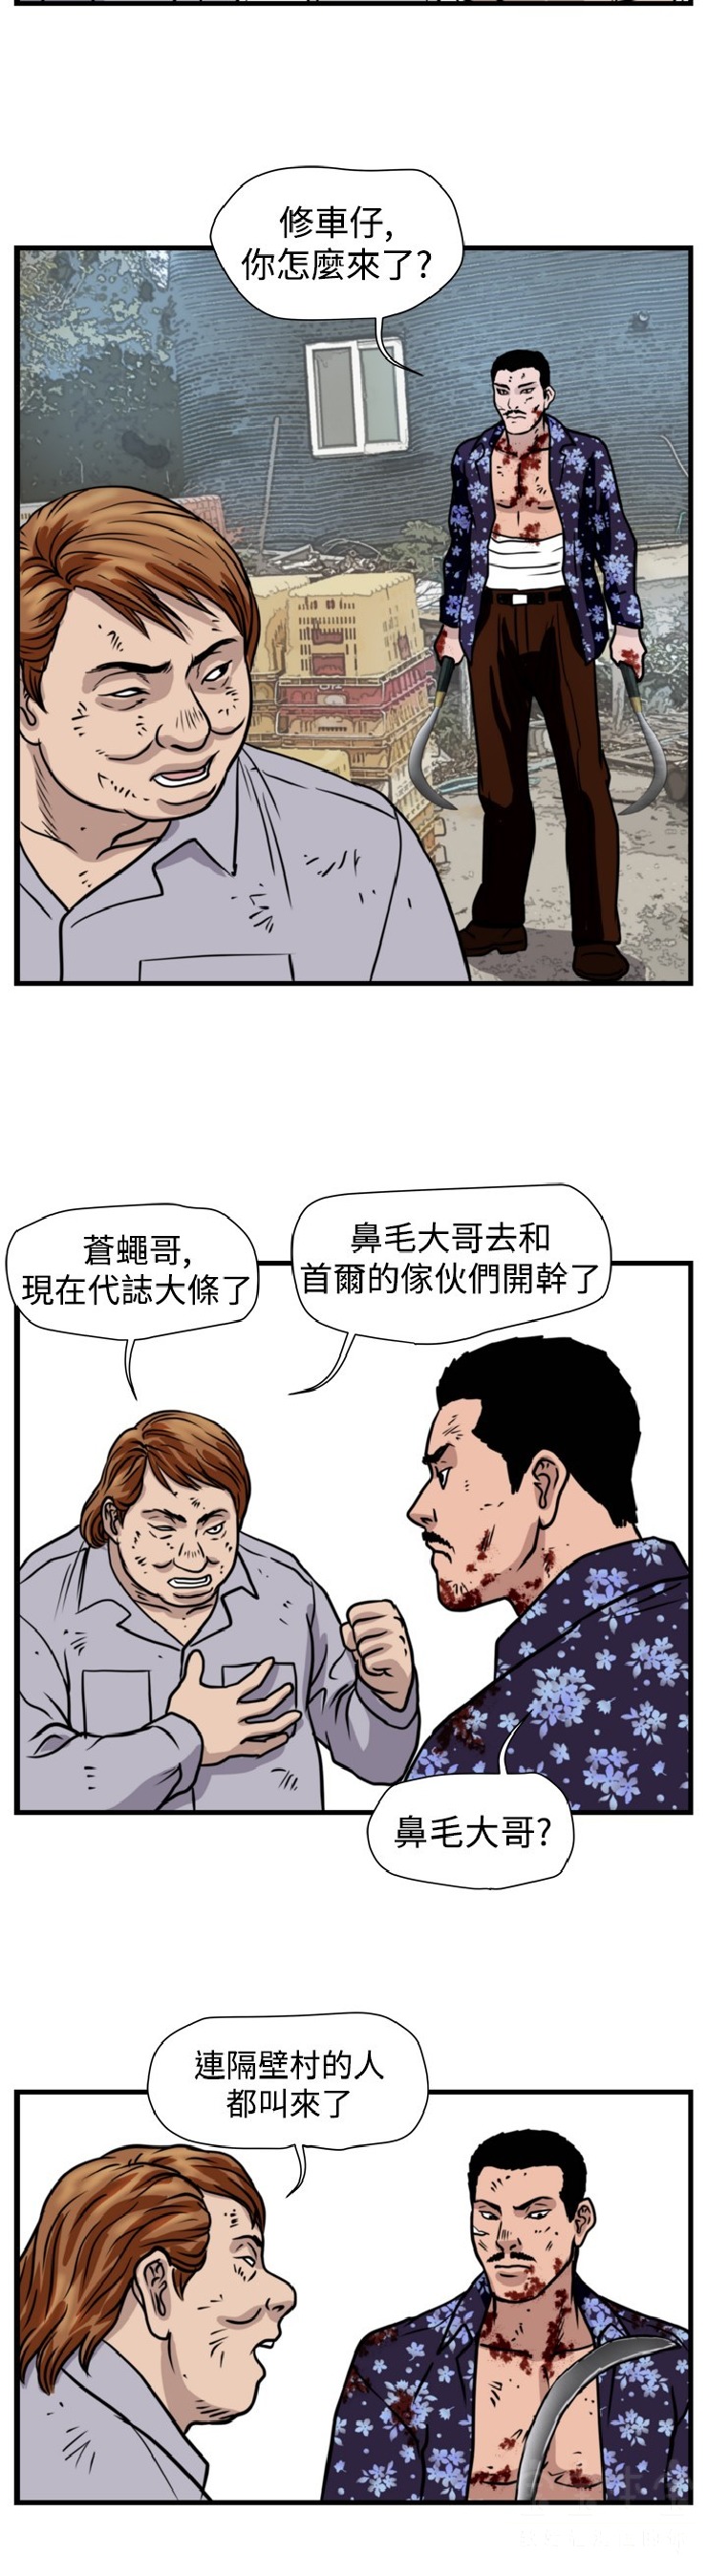 修車仔,
你怎麼來了?
蒼蠅哥,
現在代誌大條了
鼻毛大哥去和
首爾的傢伙們開幹了
鼻毛大哥?
連隔壁村的人
都叫來了